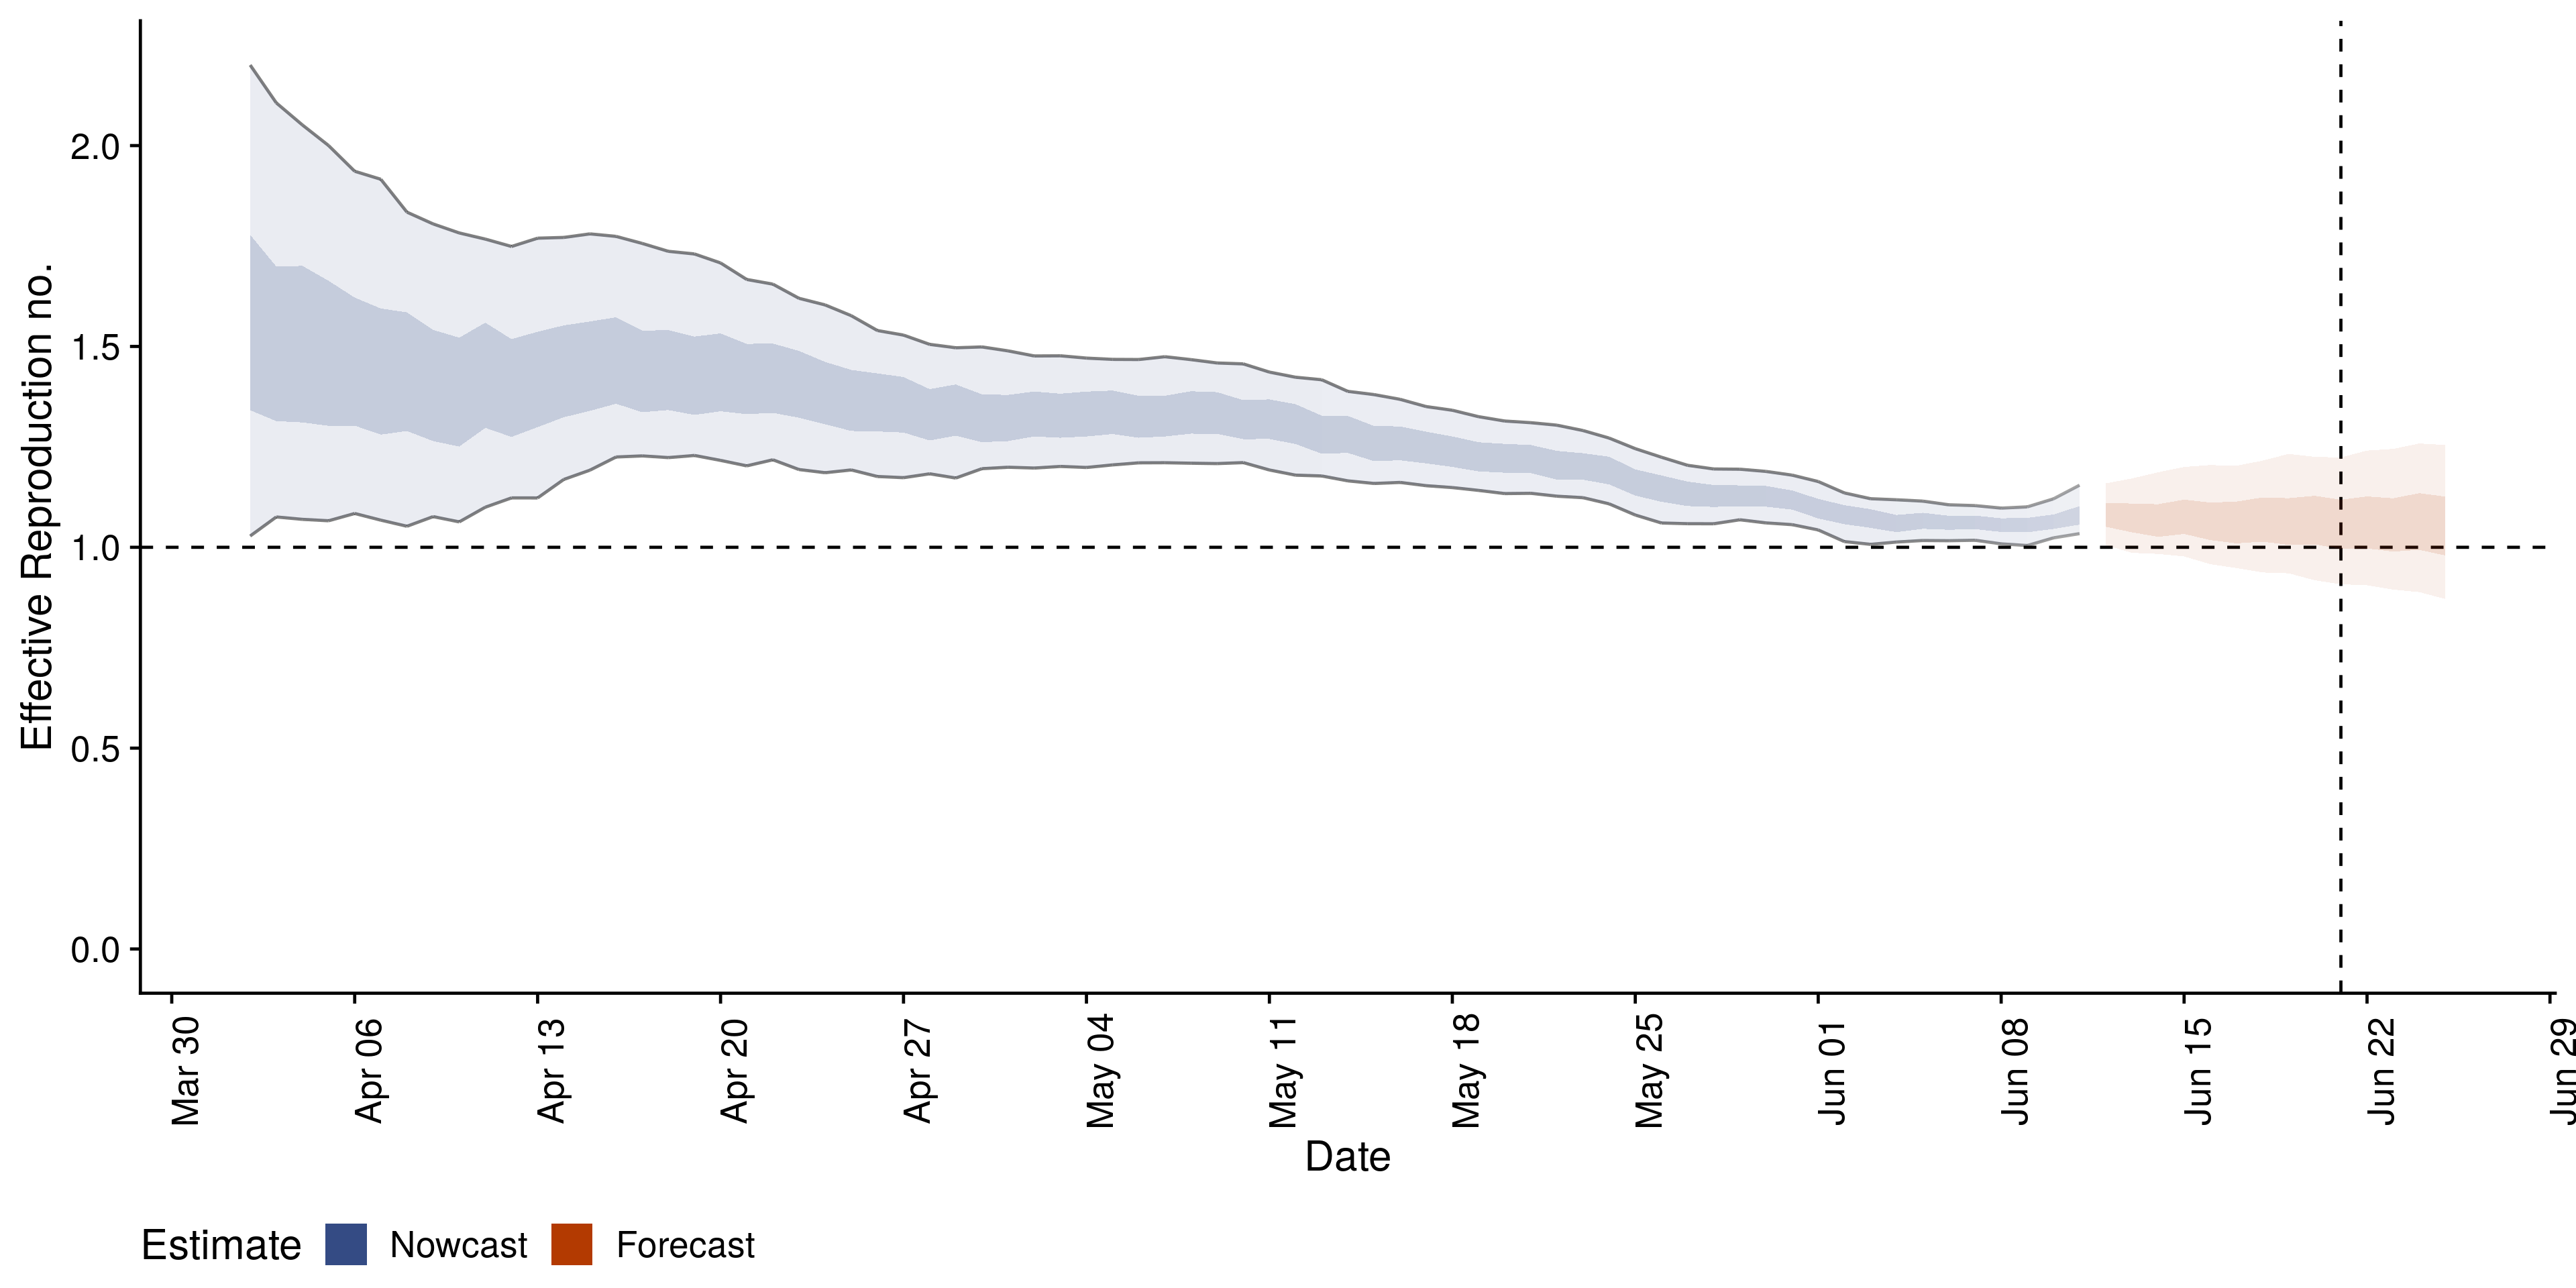 Effective Reproduction no.
2.0
1.5
1.0
0.5
0.0
Mar 30
Apr 06
Apr 13
Apr 20
Apr 27
May 04
May 11
May 18
May 25
Jun 01
Jun 08
Jun 15
Jun 22
Jun 29
Date
Estimate Nowcast Forecast